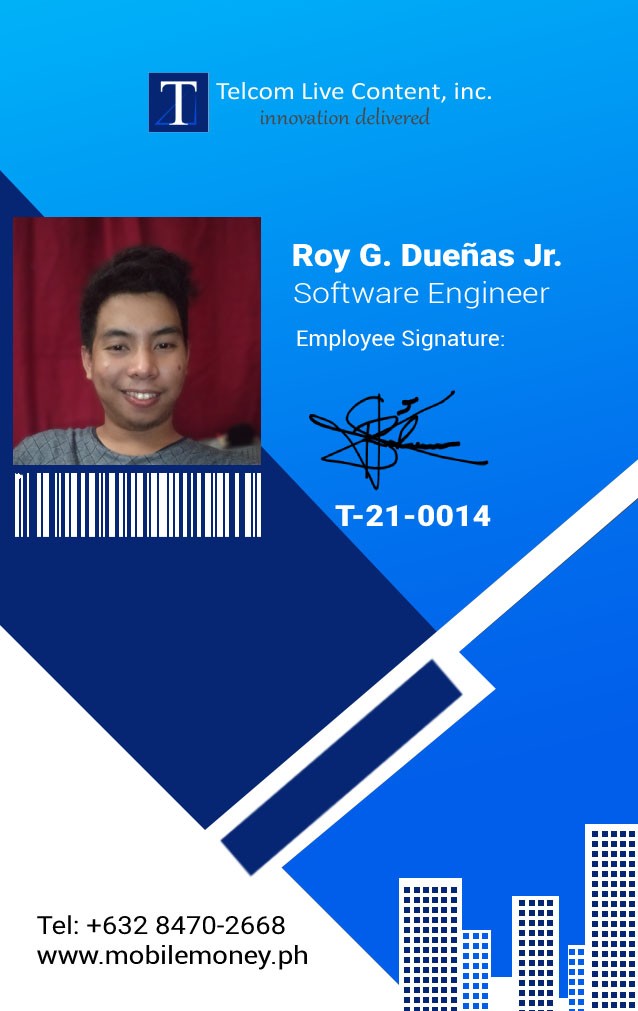 T
Telcom Live Content, inc.
innovation delivered
Roy G. Dueñas Jr.
Software Engineer
Employee Signature:
T-21-0014
Tel: +632 8470-2668
www.mobilemoney.ph